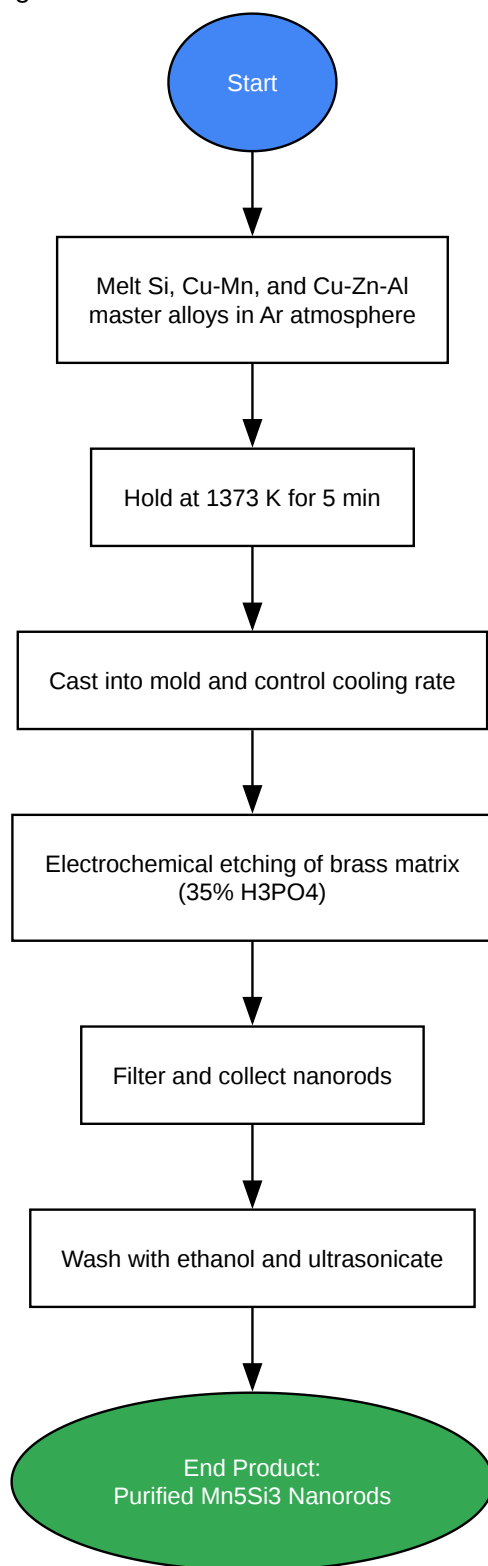 Start
Melt Si, Cu-Mn, and Cu-Zn-Al
master alloys in Ar atmosphere
Hold at 1373 K for 5 min
Cast into mold and control cooling rate
Electrochemical etching of brass matrix
(35% H3PO4)
Filter and collect nanorods
Wash with ethanol and ultrasonicate
End Product:
Purified Mn5Si3 Nanorods